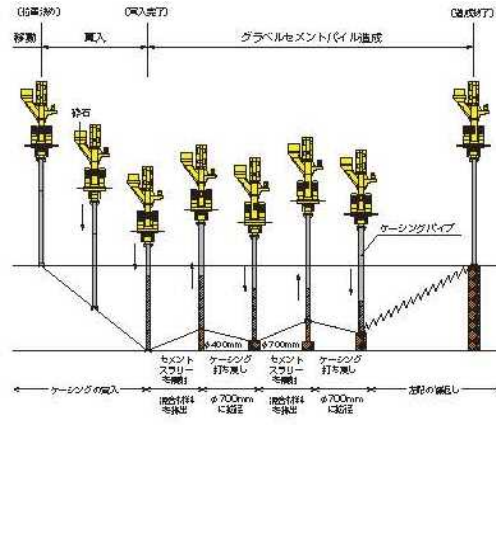 (位置決め)
(貫入完了)
(造成終了)
移動
貫入
グラベルセメントパイル造成
砕石
ケーシングパイプ
φ400mm
φ700mm
セメント
スラリー
を噴射
ケーシング
打ち戻し
セメント
スラリー
を噴射
ケーシング
打ち戻し
ケーシングの貫入
混合材料
を排出
φ700mm
に拡径
混合材料
を排出
φ700mm
に拡径
左記の繰返し